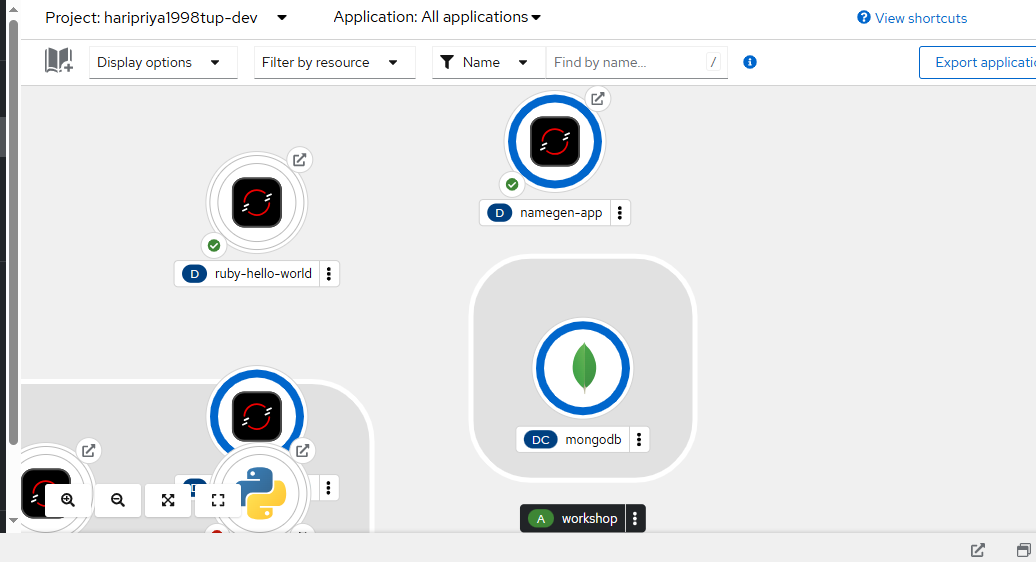 Project: haripriya1998tup-dev Application: All applications View shortcuts
Display options Filter by resource Name Find by name... / Export applicatio
D namegen-app
D ruby-hello-world
DC mongodb
A workshop